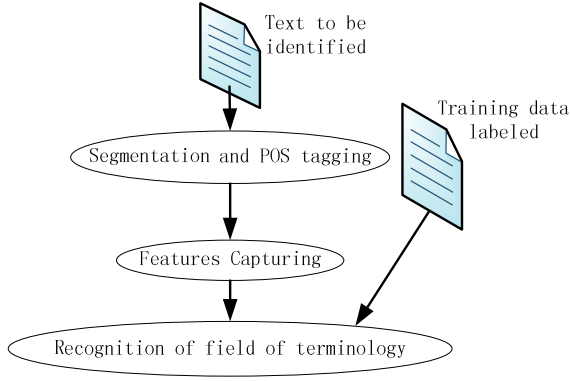 Text to be
identified
Training data
labeled
Segmentation and POS tagging
Features Capturing
Recognition of field of terminology